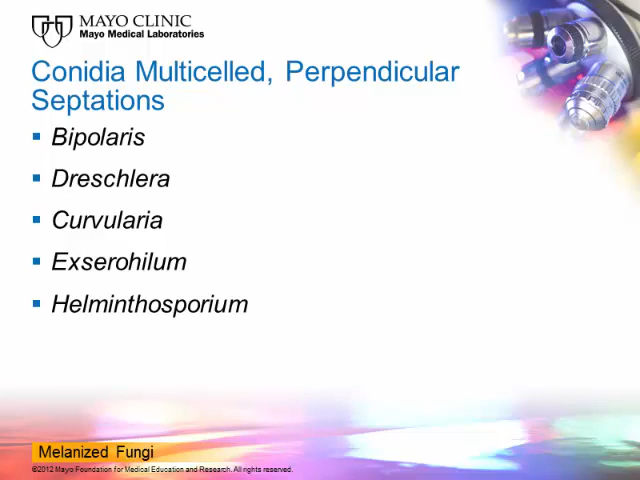 MAYO CLINIC
Mayo Medical Laboratories
Conidia Multicelled, Perpendicular
Septations
Bipolaris
Dreschlera
Curvularia
Exserohilum
Helminthosporium
Melanized Fungi
©2012 Mayo Foundation for Medical Education and Research. All rights reserved.